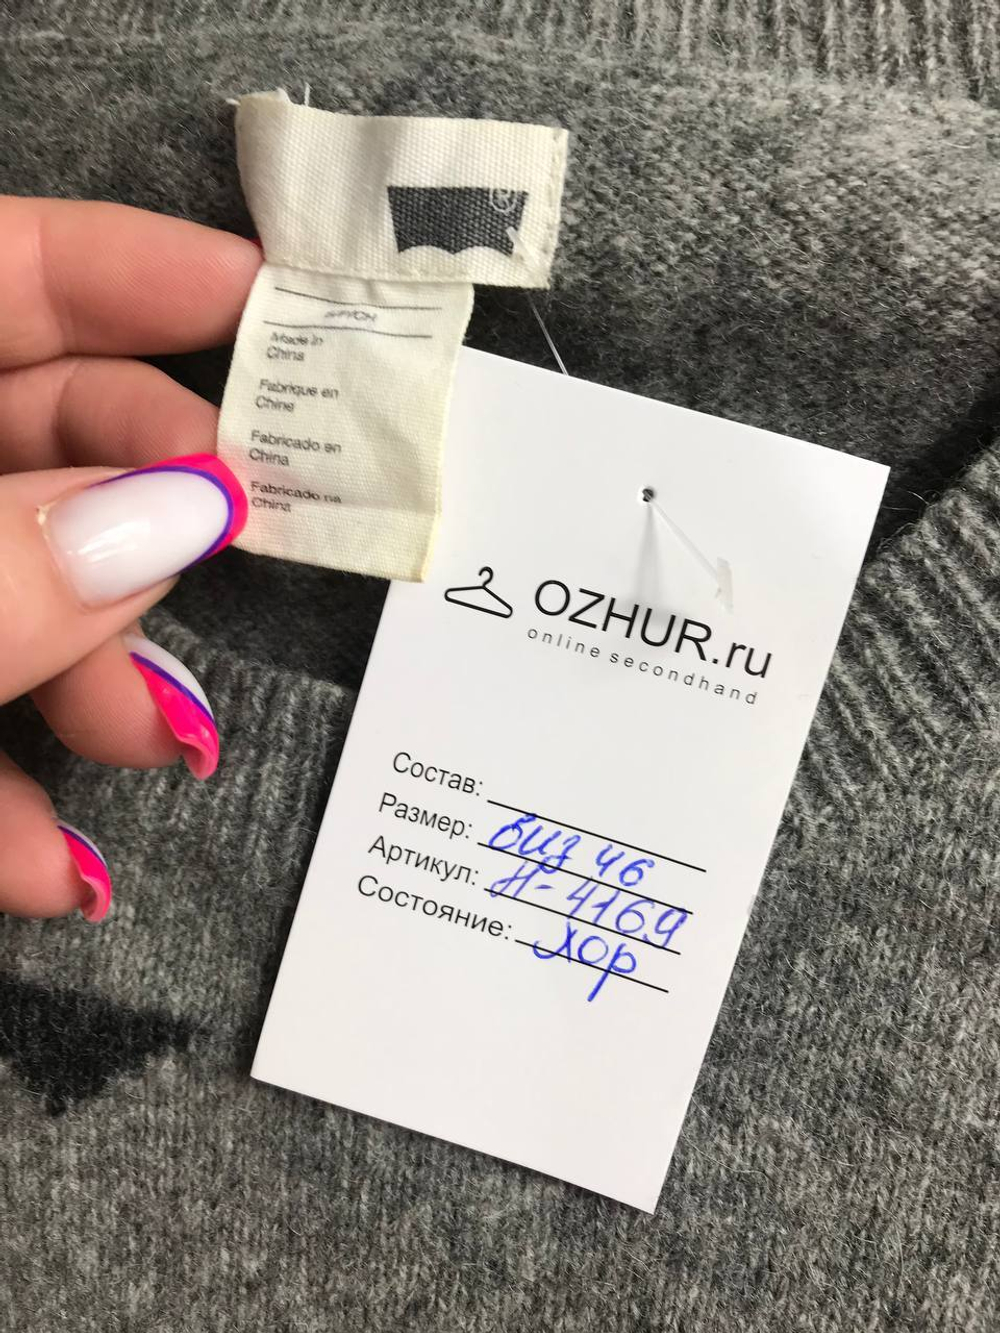 ®
Made in
China
Fabriqué en
Chine
Fabricado en
China
Fabricado na
China
OZHUR.ru
online secondhand
Состав:
Размер: виз 46
Артикул: Н-4169
Состояние: хор